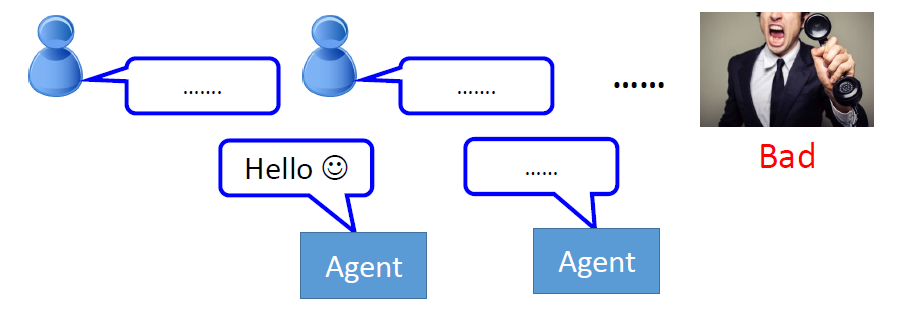 .......
.......
......
Bad
Hello ☺
......
Agent
Agent